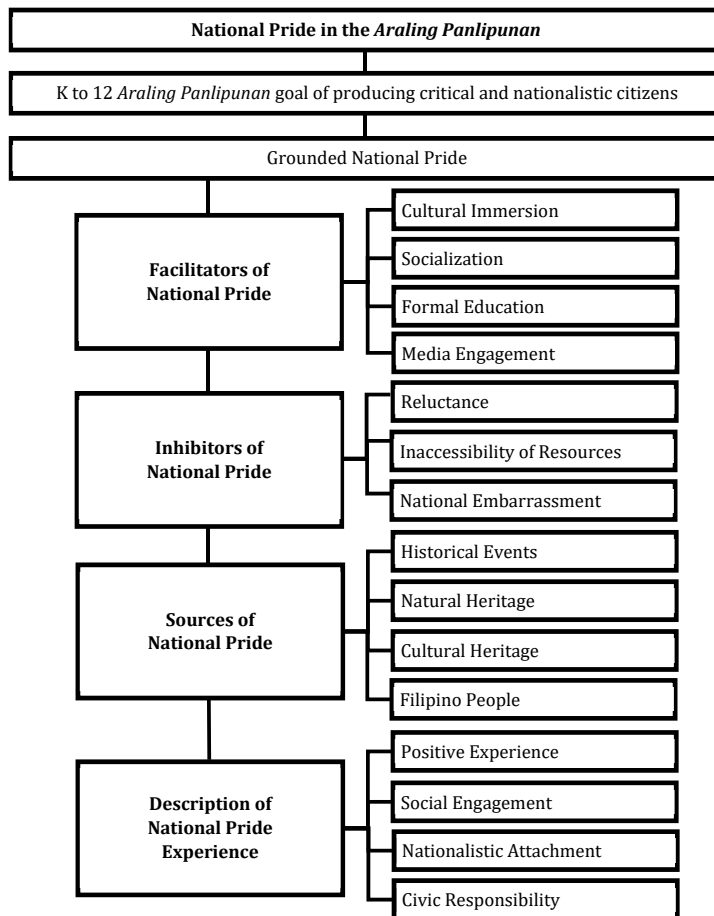 National Pride in the Araling Panlipunan
K to 12 Araling Panlipunan goal of producing critical and nationalistic citizens
Grounded National Pride
Facilitators of
National Pride
Cultural Immersion
Socialization
Formal Education
Media Engagement
Inhibitors of
National Pride
Reluctance
Inaccessibility of Resources
National Embarrassment
Sources of
National Pride
Historical Events
Natural Heritage
Cultural Heritage
Filipino People
Description of
National Pride
Experience
Positive Experience
Social Engagement
Nationalistic Attachment
Civic Responsibility